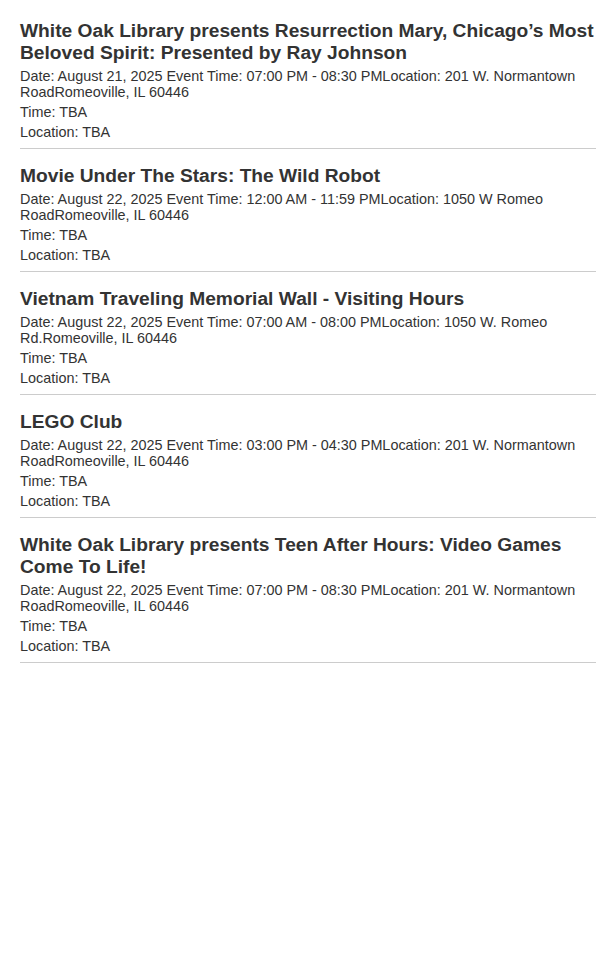 White Oak Library presents Resurrection Mary, Chicago’s Most
Beloved Spirit: Presented by Ray Johnson
Date: August 21, 2025 Event Time: 07:00 PM - 08:30 PMLocation: 201 W. Normantown
RoadRomeoville, IL 60446
Time: TBA
Location: TBA
Movie Under The Stars: The Wild Robot
Date: August 22, 2025 Event Time: 12:00 AM - 11:59 PMLocation: 1050 W Romeo
RoadRomeoville, IL 60446
Time: TBA
Location: TBA
Vietnam Traveling Memorial Wall - Visiting Hours
Date: August 22, 2025 Event Time: 07:00 AM - 08:00 PMLocation: 1050 W. Romeo
Rd.Romeoville, IL 60446
Time: TBA
Location: TBA
LEGO Club
Date: August 22, 2025 Event Time: 03:00 PM - 04:30 PMLocation: 201 W. Normantown
RoadRomeoville, IL 60446
Time: TBA
Location: TBA
White Oak Library presents Teen After Hours: Video Games
Come To Life!
Date: August 22, 2025 Event Time: 07:00 PM - 08:30 PMLocation: 201 W. Normantown
RoadRomeoville, IL 60446
Time: TBA
Location: TBA